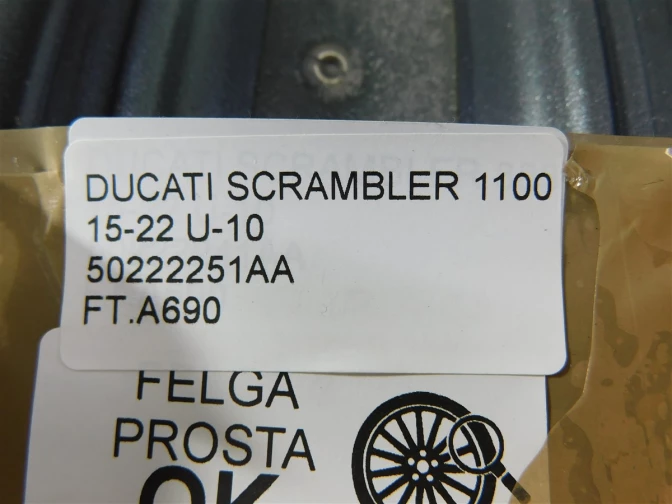 DUCATI SCRAMBLER 1100
15-22 U-10
50222251AA
FT.A690
FELGA
PROSTA
OK